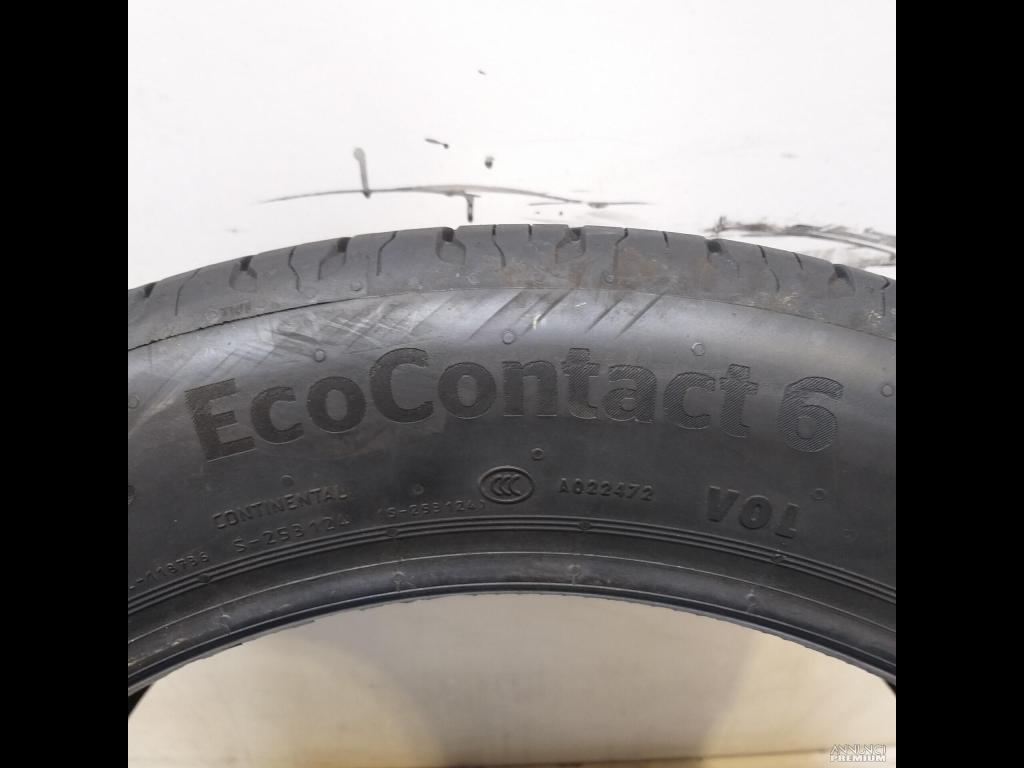 EcoContact 6
CONTINENTAL
CCC
A022472
VOL
S-253124
(S-253124)
ANNUNCI
PREMIUM